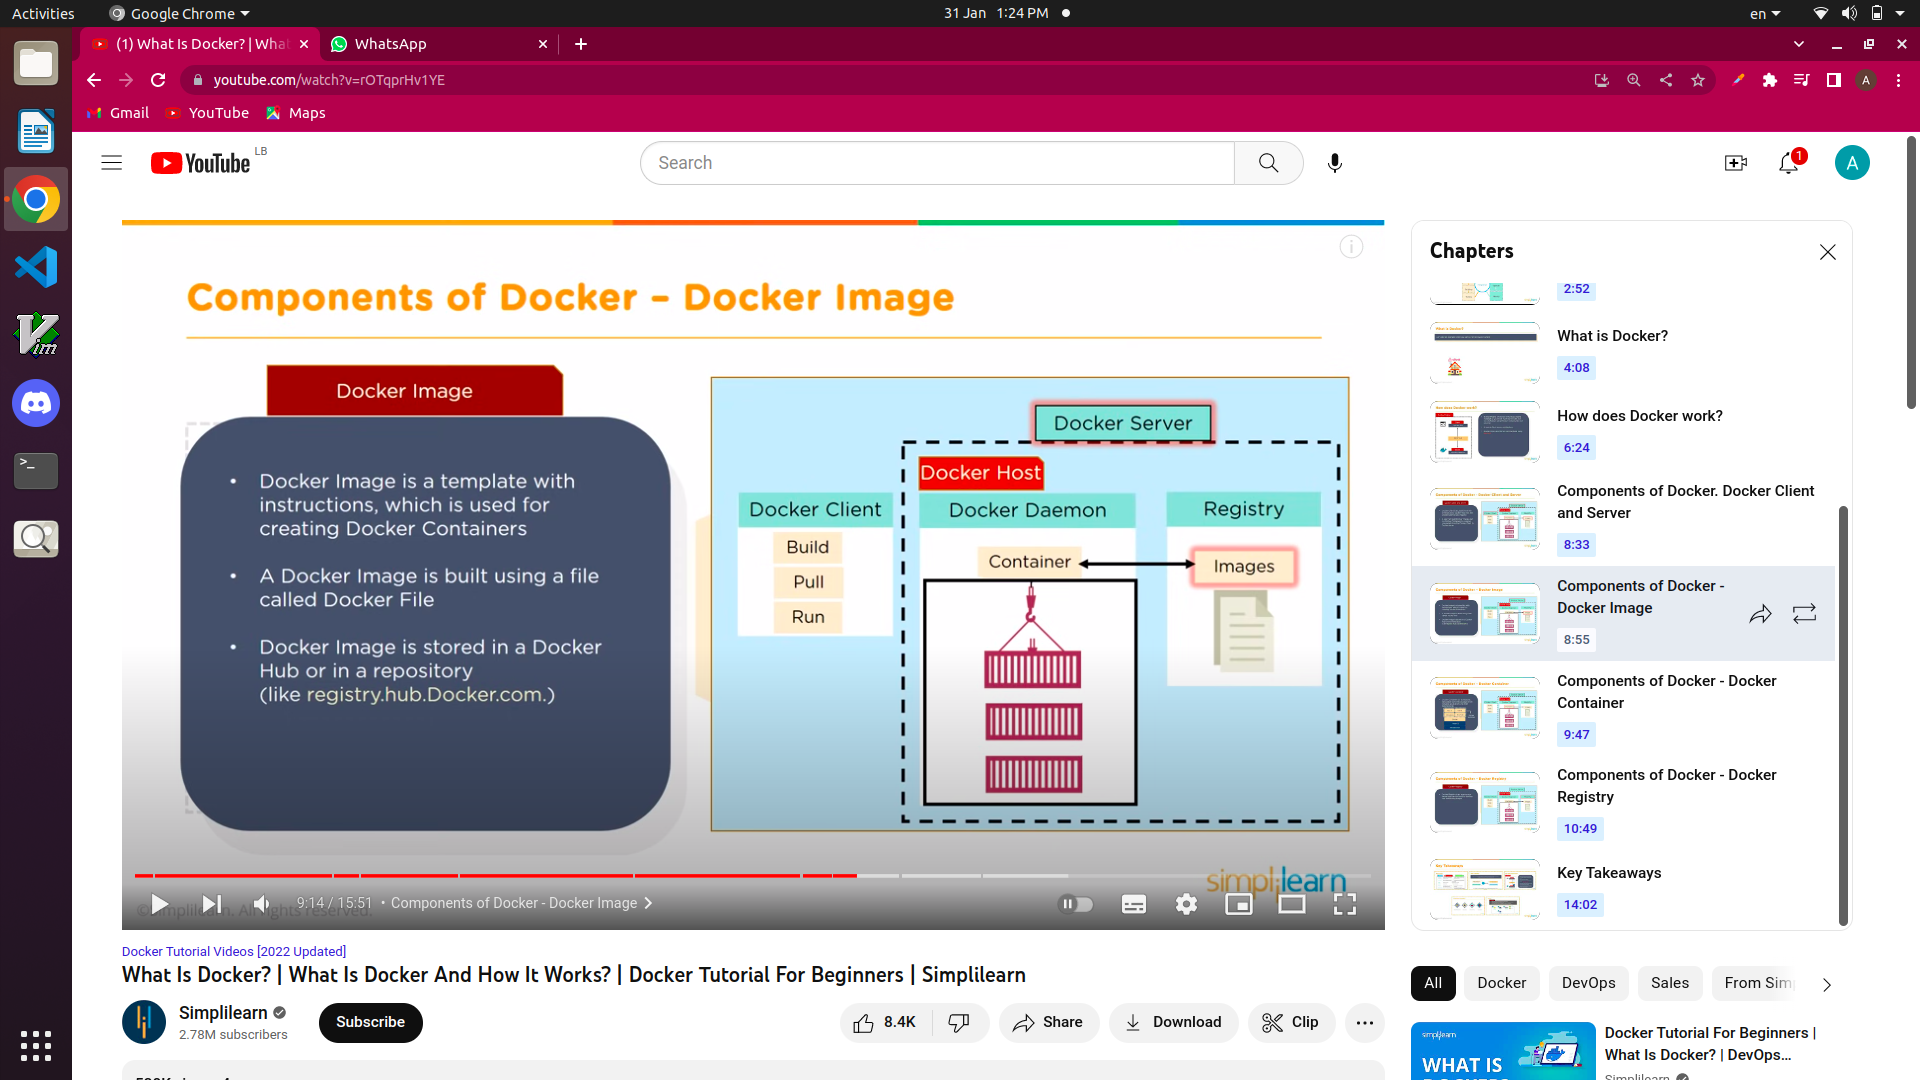 Activities
Google Chrome
31 Jan 1:24 PM
en
(1) What Is Docker? | What
WhatsApp
youtube.com/watch?v=rOTqprHv1YE
A
Gmail
YouTube
Maps
YouTube LB
Search
1
A
Components of Docker – Docker Image
Docker Image
• Docker Image is a template with
instructions, which is used for
creating Docker Containers
• A Docker Image is built using a file
called Docker File
• Docker Image is stored in a Docker
Hub or in a repository
(like registry.hub.Docker.com.)
Docker Server
Docker Host
Docker Client
Docker Daemon
Registry
Build
Pull
Run
Container
Images
simplilearn
©Simplilearn. All rights reserved.
9:14 / 15:51 • Components of Docker - Docker Image
Chapters
2:52
What is Docker?
4:08
How does Docker work?
6:24
Components of Docker. Docker Client
and Server
8:33
Components of Docker -
Docker Image
8:55
Components of Docker - Docker
Container
9:47
Components of Docker - Docker
Registry
10:49
Key Takeaways
14:02
Docker Tutorial Videos [2022 Updated]
What Is Docker? | What Is Docker And How It Works? | Docker Tutorial For Beginners | Simplilearn
Simplilearn
2.78M subscribers
Subscribe
8.4K
Share
Download
Clip
All
Docker
DevOps
Sales
From Sim
simplilearn
WHAT IS
Docker Tutorial For Beginners |
What Is Docker? | DevOps...
Simplilearn